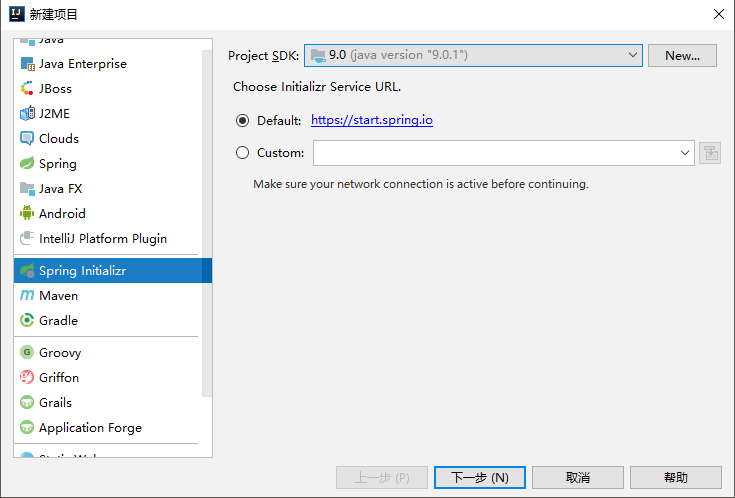 新建项目
Java
Java Enterprise
JBoss
J2ME
Clouds
Spring
Java FX
Android
IntelliJ Platform Plugin
Spring Initializr
Maven
Gradle
Groovy
Griffon
Grails
Application Forge
Static Web
Project SDK: 9.0 (java version "9.0.1") New...
Choose Initializr Service URL.
Default: https://start.spring.io
Custom:
Make sure your network connection is active before continuing.
上一步 (P) 下一步 (N) 取消 帮助